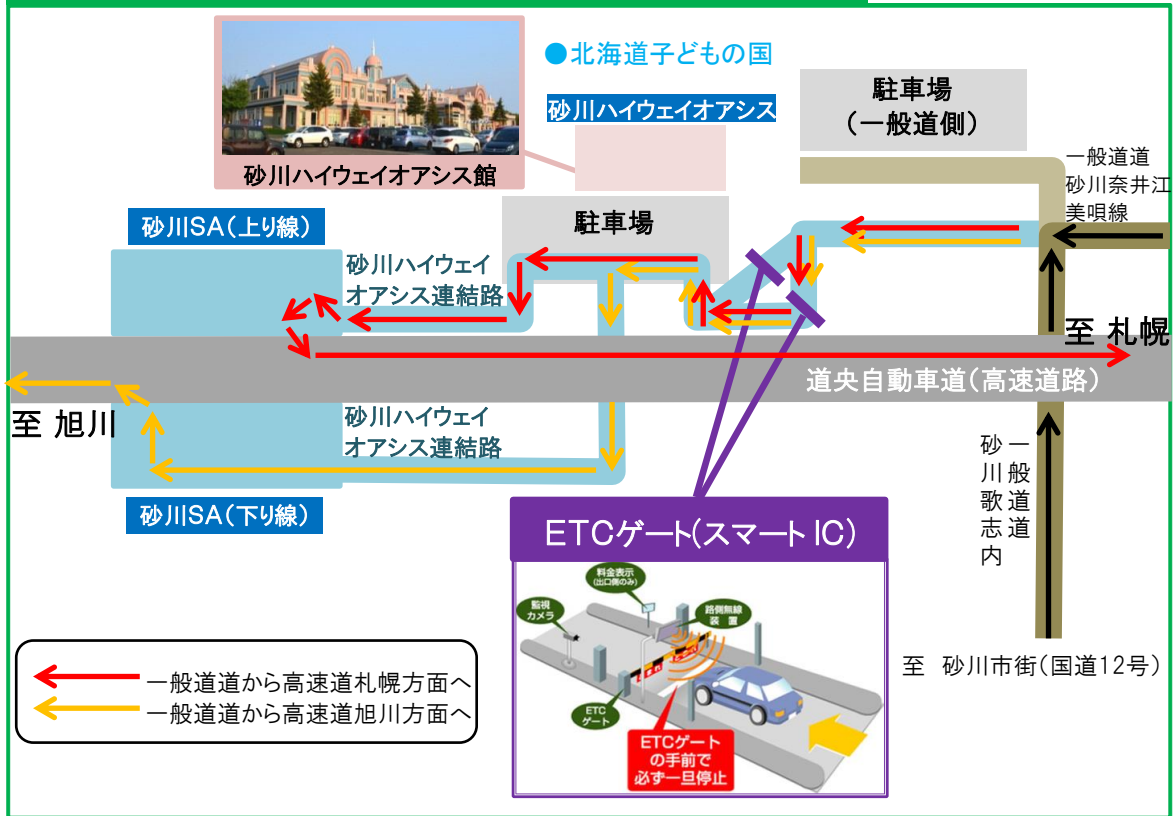 ●北海道子どもの国
砂川ハイウェイオアシス
駐車場
(一般道側)
砂川ハイウェイオアシス館
一般道道
砂川奈井江
美唄線
砂川SA(上り線)
駐車場
砂川ハイウェイ
オアシス連結路
至 札幌
道央自動車道(高速道路)
至 旭川
砂川ハイウェイ
オアシス連結路
一般道道
砂川歌志内
砂川SA(下り線)
ETCゲート(スマートIC)
料金表示
(出口側のみ)
監視
カメラ
路側無線
装置
ETC
ゲート
ETCゲート
の手前で
必ず一旦停止
至 砂川市街(国道12号)
一般道道から高速道札幌方面へ
一般道道から高速道旭川方面へ